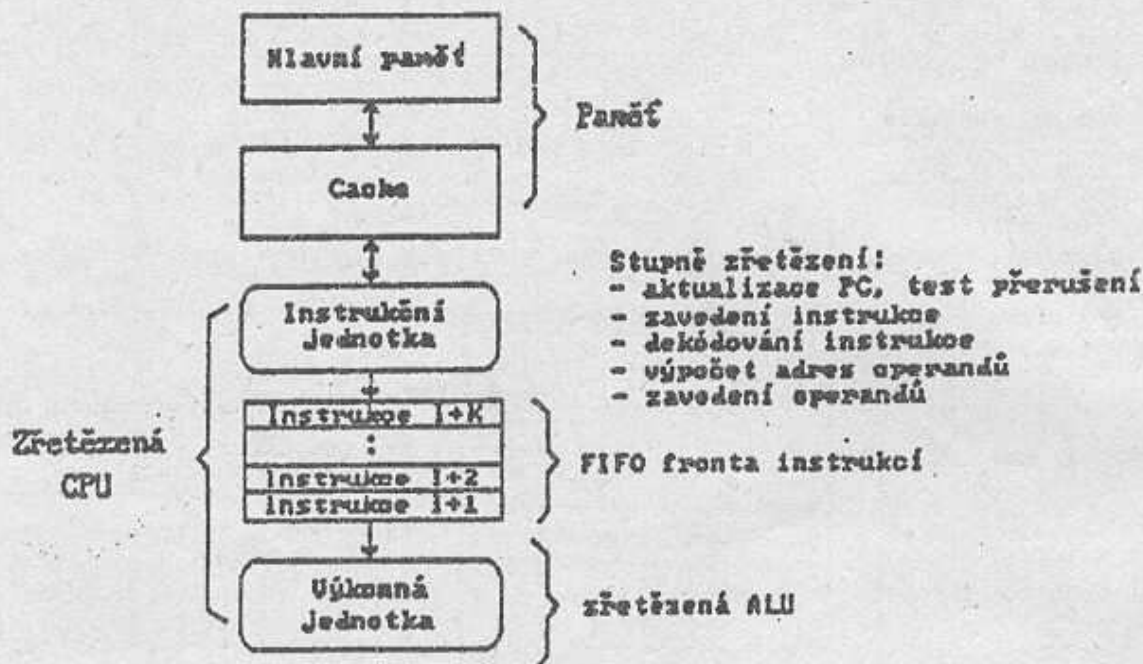 Hlavní paměť
Paměť
Cache
Stupně zřetězení:
- aktualizace PC, test přerušení
- zavedení instrukce
- dekódování instrukce
- výpočet adres operandů
- zavedení operandů
Instrukční
jednotka
Zřetězená
CPU
Instrukce I+K
:
Instrukce I+2
Instrukce I+1
FIFO fronta instrukcí
Výkonná
jednotka
zřetězená ALU